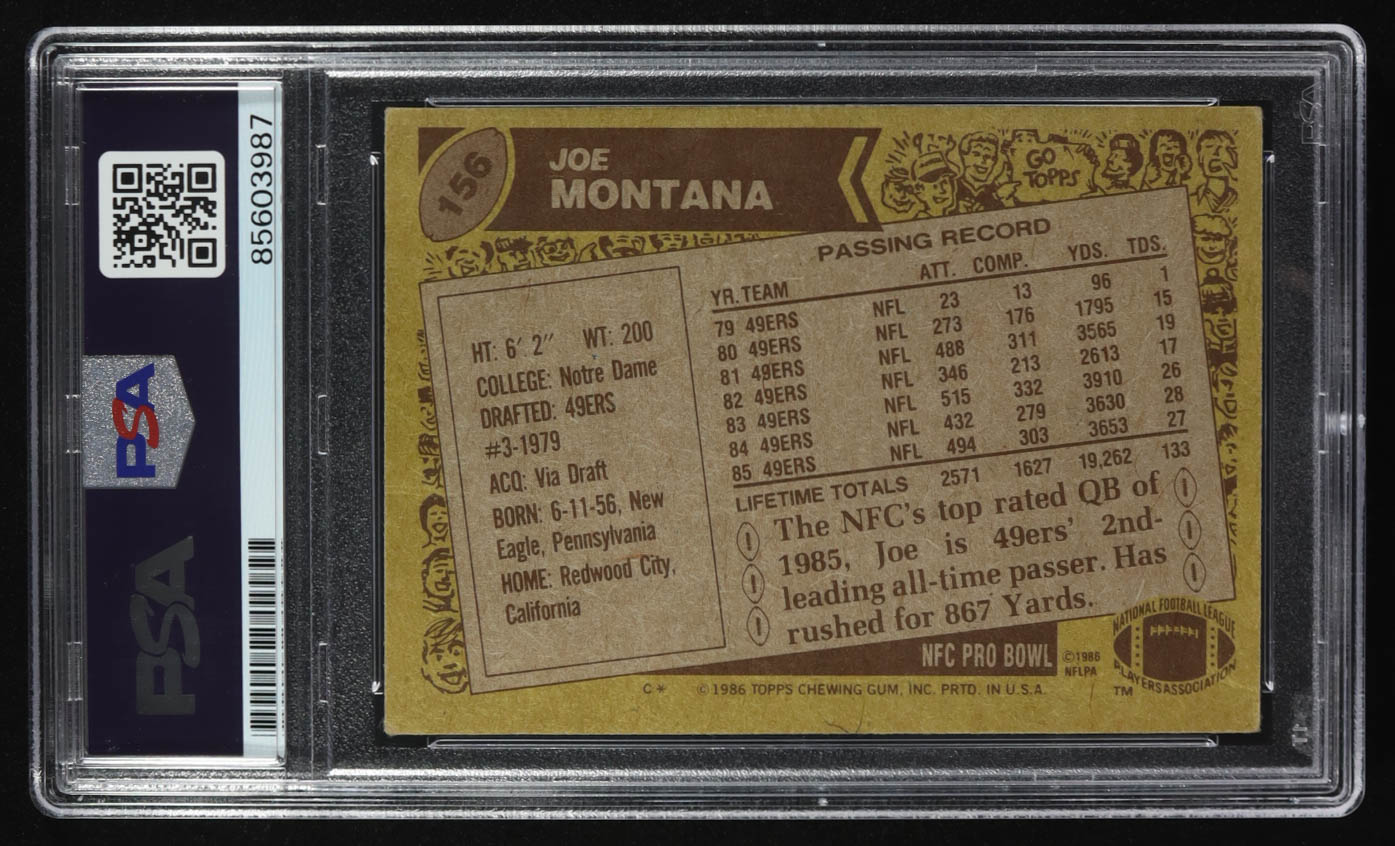 85603987
PSA
PSA
PSA
156
JOE
MONTANA
GO
TOPPS
PASSING RECORD
YR. TEAM ATT. COMP. YDS. TDS.
79 49ERS NFL 23 13 96 1
80 49ERS NFL 273 176 1795 15
81 49ERS NFL 488 311 3565 19
82 49ERS NFL 346 213 2613 17
83 49ERS NFL 515 332 3910 26
84 49ERS NFL 432 279 3630 28
85 49ERS NFL 494 303 3653 27
LIFETIME TOTALS 2571 1627 19,262 133
HT: 6′ 2″ WT: 200
COLLEGE: Notre Dame
DRAFTED: 49ERS
#3-1979
ACQ: Via Draft
BORN: 6-11-56, New
Eagle, Pennsylvania
HOME: Redwood City,
California
The NFC's top rated QB of
1985, Joe is 49ers' 2nd-
leading all-time passer. Has
rushed for 867 Yards.
NFC PRO BOWL
©1986
NFLPA
NATIONAL FOOTBALL LEAGUE
PLAYERS ASSOCIATION
TM
C* © 1986 TOPPS CHEWING GUM, INC. PRTD. IN U.S.A.